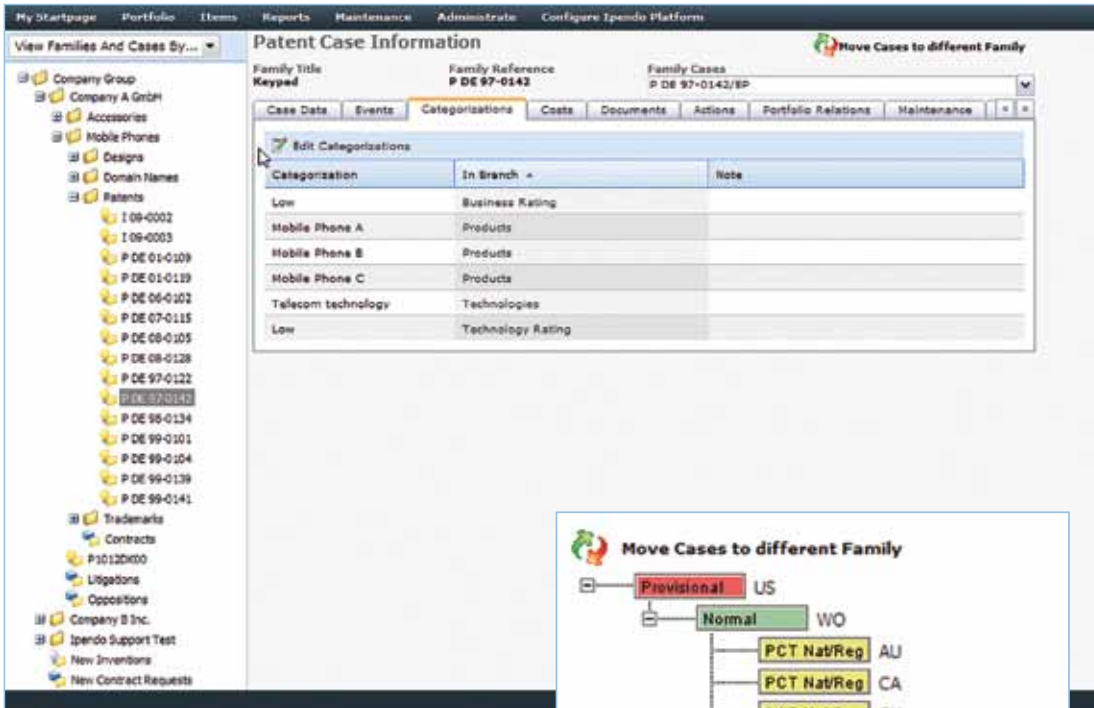 My Startpage Portfolio Items Reports Maintenance Administrate Configure Ipendo Platform
View Families And Cases By...
Company Group
Company A GmbH
Accessories
Mobile Phones
Designs
Domain Names
Patents
I 09-0002
I 09-0003
P DE 01-0109
P DE 01-0119
P DE 06-0102
P DE 07-0115
P DE 08-0105
P DE 08-0128
P DE 97-0122
P DE 97-0142
P DE 98-0134
P DE 99-0101
P DE 99-0104
P DE 99-0139
P DE 99-0141
Trademarks
Contracts
P1012DK00
Litigations
Oppositions
Company B Inc.
Ipendo Support Test
New Inventions
New Contract Requests
Patent Case Information
Move Cases to different Family
Family Title Family Reference Family Cases
Keypad P DE 97-0142 P DE 97-0142/EP
Case Data Events Categorizations Costs Documents Actions Portfolio Relations Maintenance
Edit Categorizations
Categorization In Branch Note
Low Business Rating
Mobile Phone A Products
Mobile Phone B Products
Mobile Phone C Products
Telecom technology Technologies
Low Technology Rating
Move Cases to different Family
Provisional US
Normal WO
PCT Nat/Reg AU
PCT Nat/Reg CA